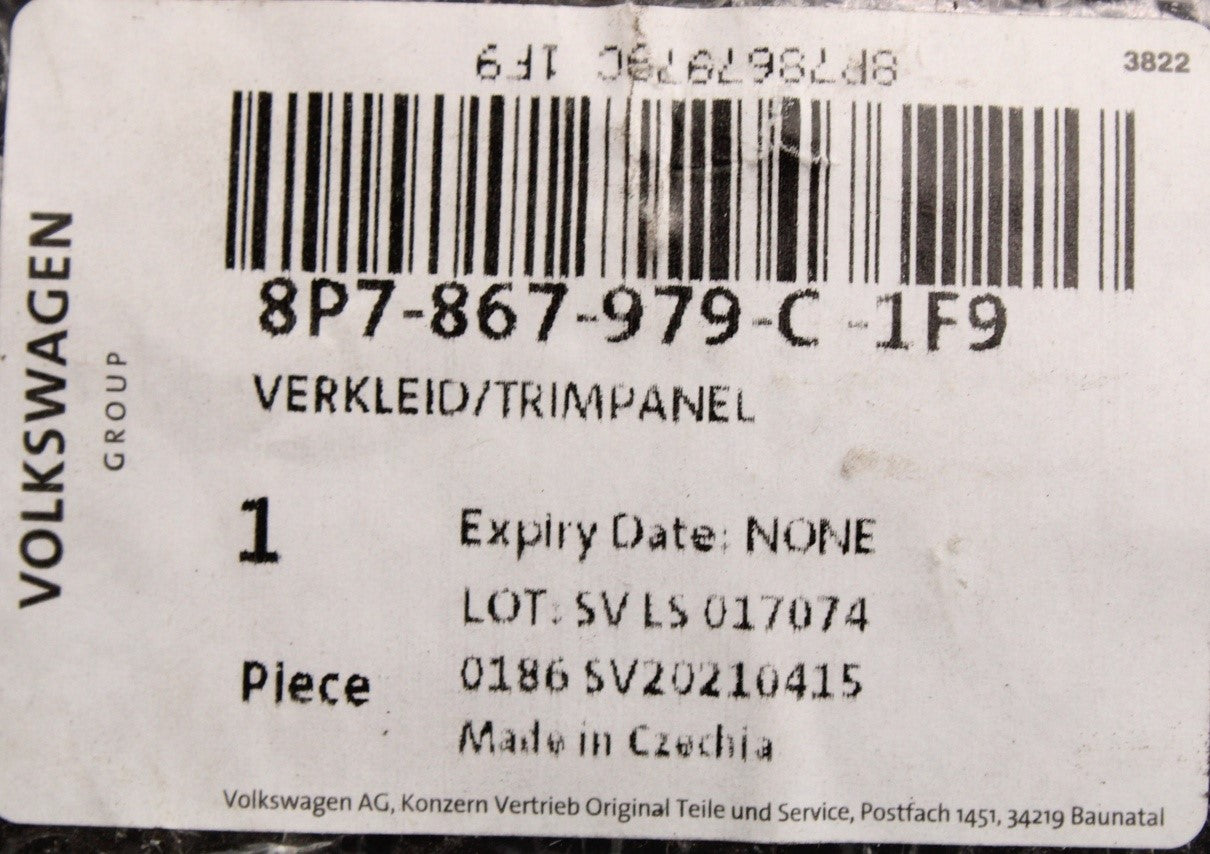 8P7867979C 1F9
3822
8P7-867-979-C -1F9
VERKLEID/TRIMPANEL
1
Piece
Expiry Date: NONE
LOT: SV LS 017074
0186 SV20210415
Made in Czechia
VOLKSWAGEN
GROUP
Volkswagen AG, Konzern Vertrieb Original Teile und Service, Postfach 1451, 34219 Baunatal